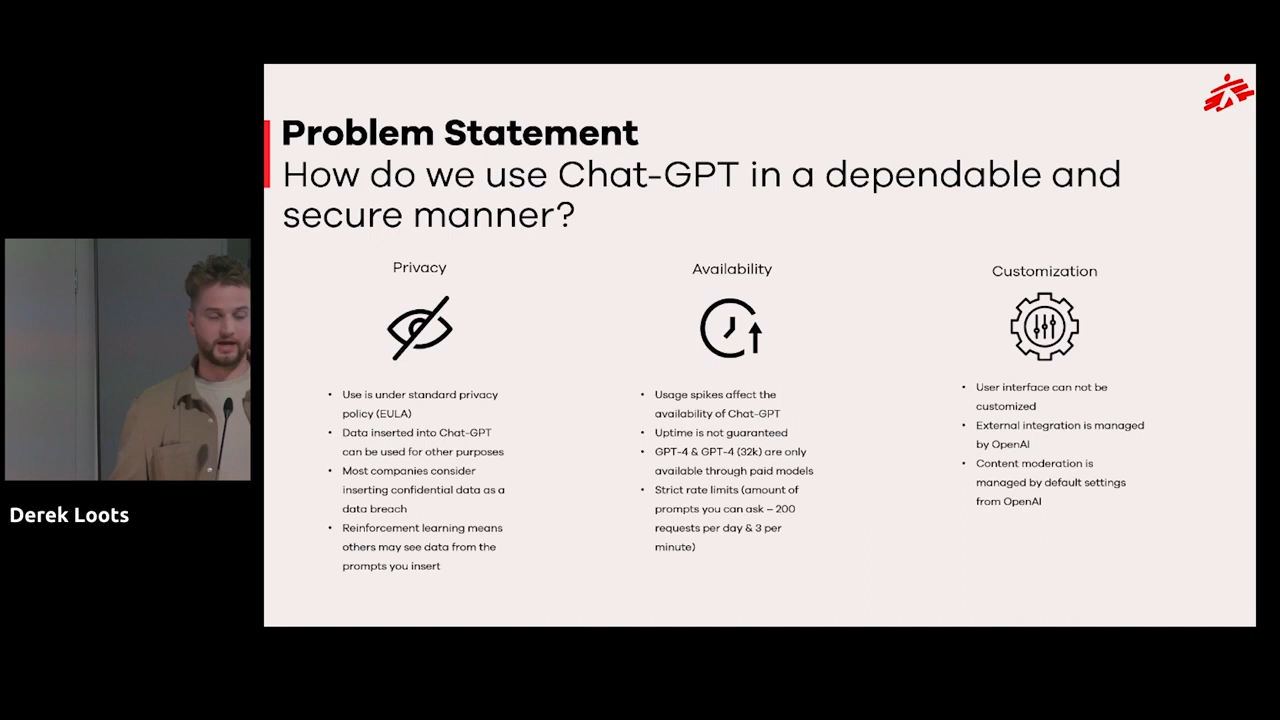 Problem Statement
How do we use Chat-GPT in a dependable and
secure manner?
Privacy
• Use is under standard privacy
policy (EULA)
• Data inserted into Chat-GPT
can be used for other purposes
• Most companies consider
inserting confidential data as a
data breach
• Reinforcement learning means
others may see data from the
prompts you insert
Availability
• Usage spikes affect the
availability of Chat-GPT
• Uptime is not guaranteed
• GPT-4 & GPT-4 (32k) are only
available through paid models
• Strict rate limits (amount of
prompts you can ask – 200
requests per day & 3 per
minute)
Customization
• User interface can not be
customized
• External integration is managed
by OpenAI
• Content moderation is
managed by default settings
from OpenAI
Derek Loots